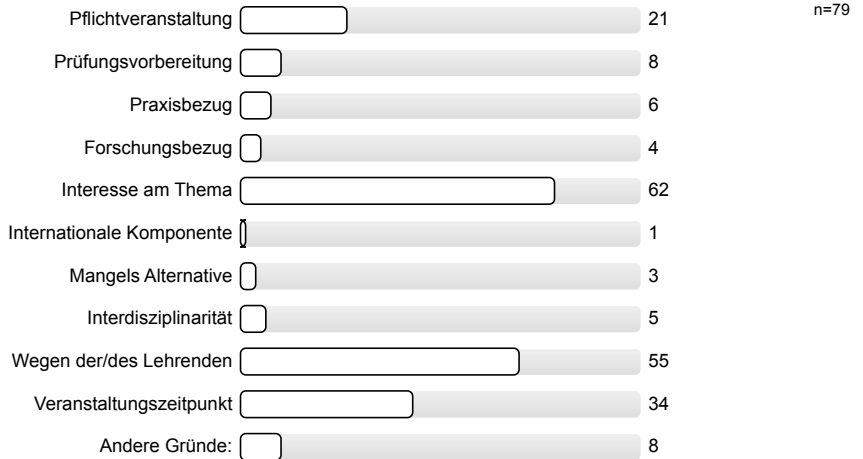 Pflichtveranstaltung 21 n=79
Prüfungsvorbereitung 8
Praxisbezug 6
Forschungsbezug 4
Interesse am Thema 62
Internationale Komponente 1
Mangels Alternative 3
Interdisziplinarität 5
Wegen der/des Lehrenden 55
Veranstaltungszeitpunkt 34
Andere Gründe: 8